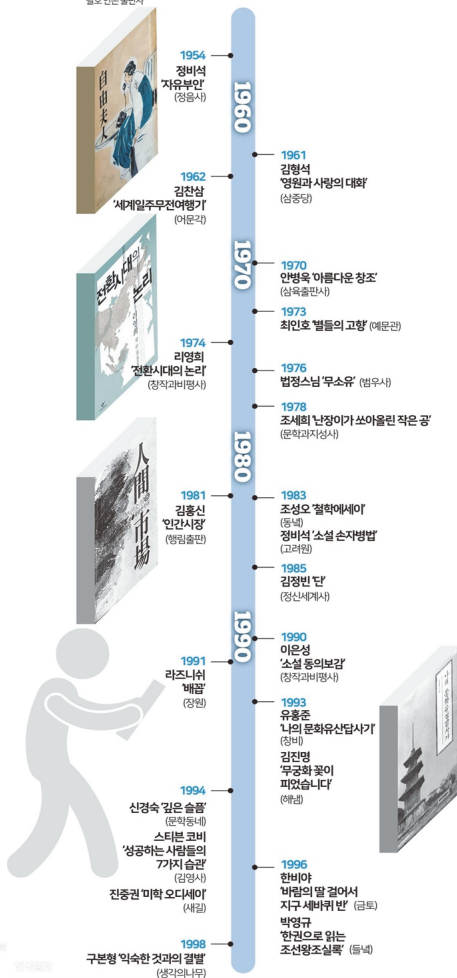 괄호 안은 출판사
1954
정비석
'자유부인'
(정음사)
自由夫人
1960
1961
김형석
'영원과 사랑의 대화'
(삼중당)
1962
김찬삼
'세계일주무전여행기'
(어문각)
1970
1970
안병욱 '아름다운 창조'
(삼육출판사)
1973
최인호 '별들의 고향' (예문관)
전환시대의
논리
1974
리영희
'전환시대의 논리'
(창작과비평사)
1976
법정스님 '무소유' (범우사)
1978
조세희 '난장이가 쏘아올린 작은 공'
(문학과지성사)
1980
人間市場
1981
김홍신
'인간시장'
(행림출판)
1983
조성오 '철학에세이'
(동녘)
정비석 '소설 손자병법'
(고려원)
1985
김정빈 '단'
(정신세계사)
1990
1990
이은성
'소설 동의보감'
(창작과비평사)
1991
라즈니쉬
'배꼽'
(장원)
1993
유홍준
'나의 문화유산답사기'
(창비)
김진명
'무궁화 꽃이
피었습니다'
(해냄)
나의 문화유산답사기
1994
신경숙 '깊은 슬픔'
(문학동네)
스티븐 코비
'성공하는 사람들의
7가지 습관'
(김영사)
진중권 '미학 오디세이'
(새길)
1996
한비야
'바람의 딸 걸어서
지구 세바퀴 반' (금토)
박영규
'한권으로 읽는
조선왕조실록' (들녘)
1998
구본형 '익숙한 것과의 결별'
(생각의나무)